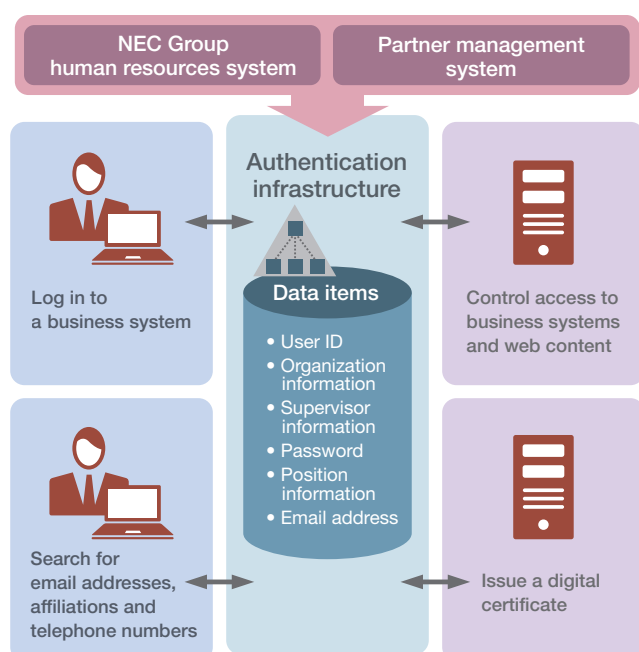 NEC Group
human resources system
Partner management
system
Authentication
infrastructure
Log in to
a business system
Data items
• User ID
• Organization
information
• Supervisor
information
• Password
• Position
information
• Email address
Control access to
business systems
and web content
Search for
email addresses,
affiliations and
telephone numbers
Issue a digital
certificate